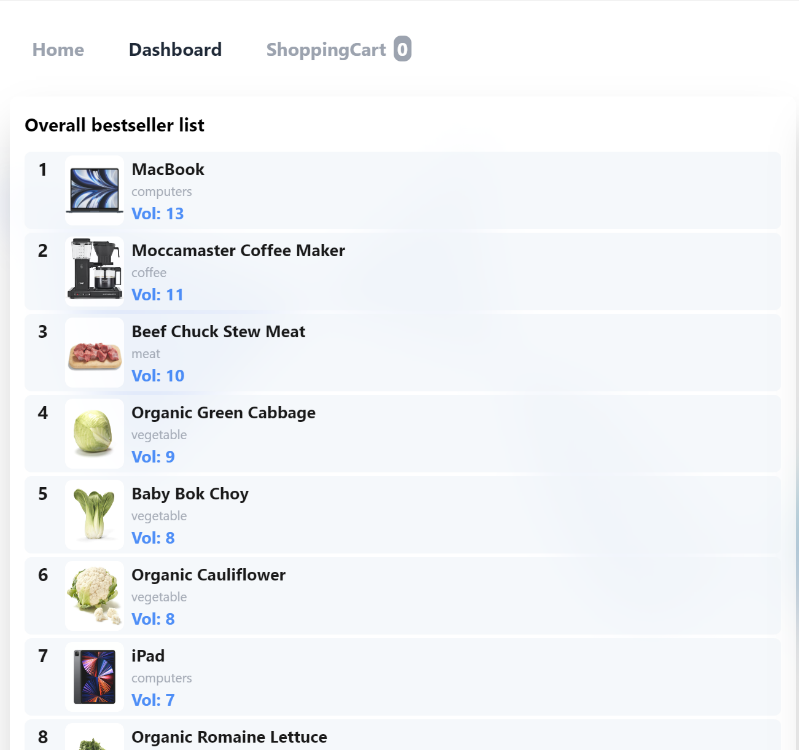 Home Dashboard ShoppingCart 0
Overall bestseller list
1 MacBook
computers
Vol: 13
2 Moccamaster Coffee Maker
coffee
Vol: 11
3 Beef Chuck Stew Meat
meat
Vol: 10
4 Organic Green Cabbage
vegetable
Vol: 9
5 Baby Bok Choy
vegetable
Vol: 8
6 Organic Cauliflower
vegetable
Vol: 8
7 iPad
computers
Vol: 7
8 Organic Romaine Lettuce